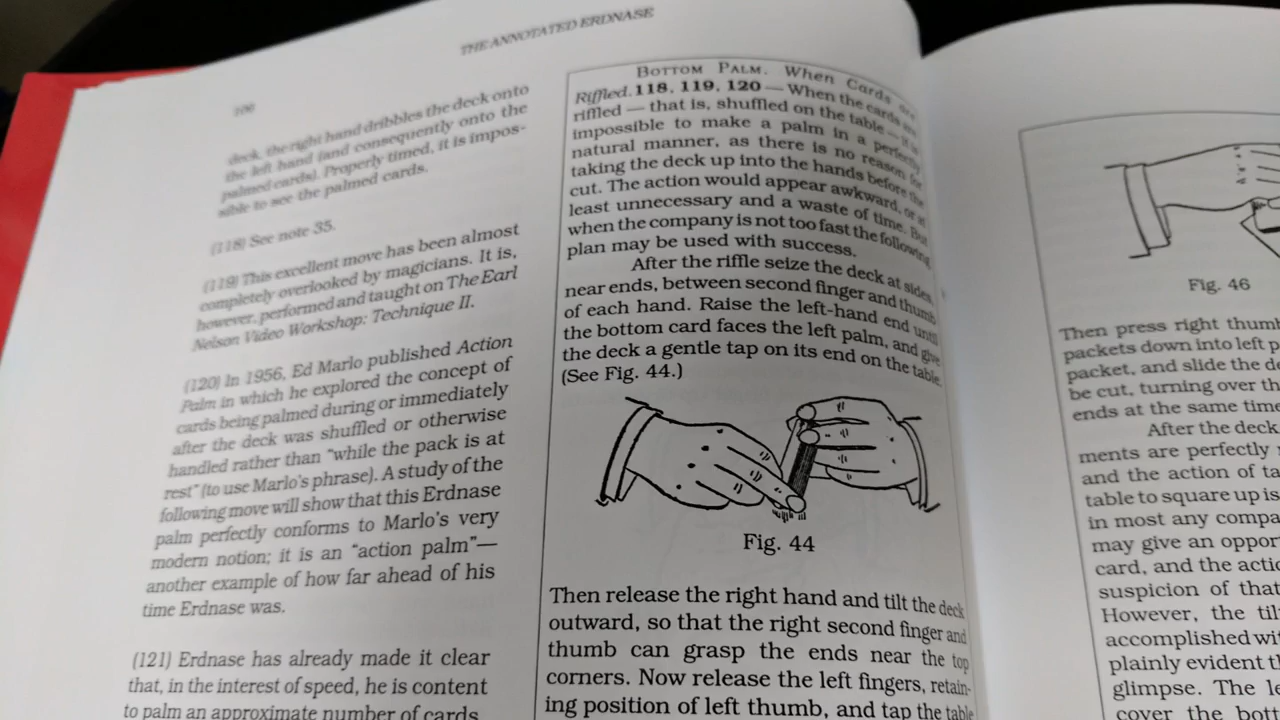 THE ANNOTATED ERDNASE
106
deck, the right hand dribbles the deck onto
the left hand (and consequently onto the
palmed cards). Properly timed, it is impos-
sible to see the palmed cards.
(118) See note 35.
(119) This excellent move has been almost
completely overlooked by magicians. It is,
however, performed and taught on The Earl
Nelson Video Workshop: Technique II.
(120) In 1956, Ed Marlo published Action
Palm in which he explored the concept of
cards being palmed during or immediately
after the deck was shuffled or otherwise
handled rather than "while the pack is at
rest" (to use Marlo's phrase). A study of the
following move will show that this Erdnase
palm perfectly conforms to Marlo's very
modern notion; it is an "action palm"—
another example of how far ahead of his
time Erdnase was.
(121) Erdnase has already made it clear
that, in the interest of speed, he is content
to palm an approximate number of cards
BOTTOM PALM. When Cards are
Riffled. 118, 119, 120 — When the cards are
riffled — that is, shuffled on the table — it is
impossible to make a palm in a perfectly
natural manner, as there is no reason for
taking the deck up into the hands before the
cut. The action would appear awkward, or at
least unnecessary and a waste of time. But
when the company is not too fast the following
plan may be used with success.
After the riffle seize the deck at sides,
near ends, between second finger and thumb
of each hand. Raise the left-hand end until
the bottom card faces the left palm, and give
the deck a gentle tap on its end on the table.
(See Fig. 44.)
Fig. 44
Then release the right hand and tilt the deck
outward, so that the right second finger and
thumb can grasp the ends near the top
corners. Now release the left fingers, retain-
ing position of left thumb, and tap the table
Fig. 46
Then press right thumb
packets down into left p
packet, and slide the de
be cut, turning over th
ends at the same time
After the deck
ments are perfectly
and the action of ta
table to square up is
in most any compa
may give an oppor
card, and the actio
suspicion of that
However, the til
accomplished wi
plainly evident th
glimpse. The le
cover the bott